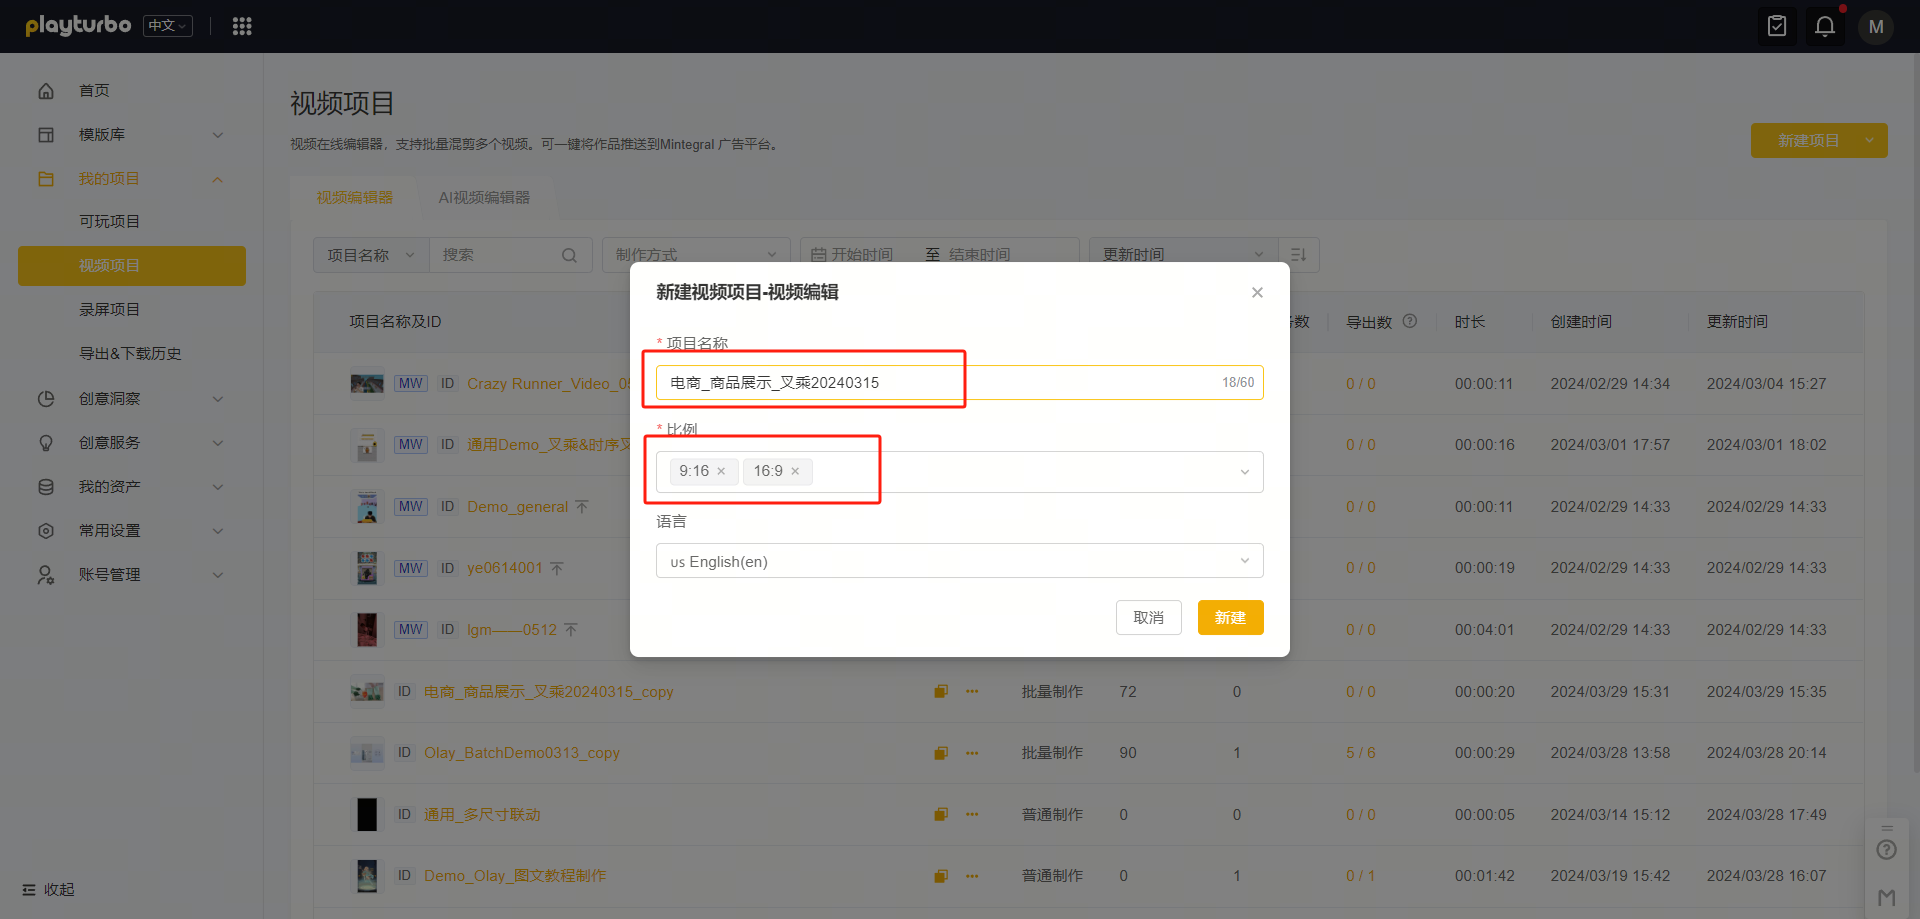 playturbo 中文 M
首页
模版库
我的项目
可玩项目
视频项目
录屏项目
导出&下载历史
创意洞察
创意服务
我的资产
常用设置
账号管理
收起
视频项目
视频在线编辑器，支持批量混剪多个视频。可一键将作品推送到Mintegral 广告平台。
新建项目
视频编辑器 AI视频编辑器
项目名称 搜索 制作方式 开始时间 至 结束时间 更新时间
项目名称及ID 数 导出数 时长 创建时间 更新时间
MW ID Crazy Runner_Video_0 0 / 0 00:00:11 2024/02/29 14:34 2024/03/04 15:27
MW ID 通用Demo_叉乘&时序叉 0 / 0 00:00:16 2024/03/01 17:57 2024/03/01 18:02
MW ID Demo_general 0 / 0 00:00:11 2024/02/29 14:33 2024/02/29 14:33
MW ID ye0614001 0 / 0 00:00:19 2024/02/29 14:33 2024/02/29 14:33
MW ID lgm——0512 0 / 0 00:04:01 2024/02/29 14:33 2024/02/29 14:33
ID 电商_商品展示_叉乘20240315_copy 批量制作 72 0 0 / 0 00:00:20 2024/03/29 15:31 2024/03/29 15:35
ID Olay_BatchDemo0313_copy 批量制作 90 1 5 / 6 00:00:29 2024/03/28 13:58 2024/03/28 20:14
ID 通用_多尺寸联动 普通制作 0 0 0 / 0 00:00:05 2024/03/14 15:12 2024/03/28 17:49
ID Demo_Olay_图文教程制作 普通制作 0 1 0 / 1 00:01:42 2024/03/19 15:42 2024/03/28 16:07
新建视频项目-视频编辑
* 项目名称
电商_商品展示_叉乘20240315 18/60
* 比例
9:16 16:9
语言
us English(en)
取消 新建